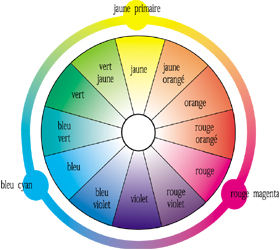 jaune primaire
jaune
jaune
orangé
orange
rouge
orangé
rouge
rouge
violet
violet
bleu
violet
bleu
bleu
vert
vert
vert
jaune
bleu cyan
rouge magenta